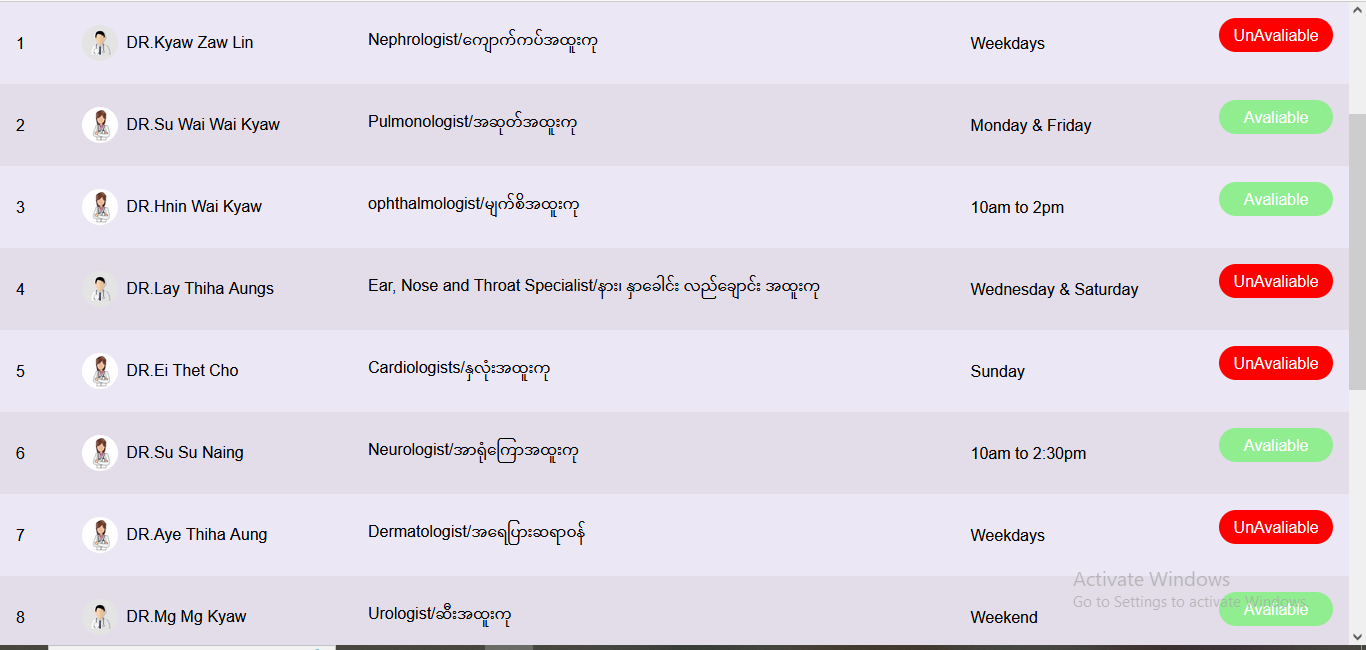 1 DR.Kyaw Zaw Lin Nephrologist/ကျောက်ကပ်အထူးကု Weekdays UnAvaliable
2 DR.Su Wai Wai Kyaw Pulmonologist/အဆုတ်အထူးကု Monday & Friday Avaliable
3 DR.Hnin Wai Kyaw ophthalmologist/မျက်စိအထူးကု 10am to 2pm Avaliable
4 DR.Lay Thiha Aungs Ear, Nose and Throat Specialist/နား၊ နှာခေါင်း လည်ချောင်း အထူးကု Wednesday & Saturday UnAvaliable
5 DR.Ei Thet Cho Cardiologists/နှလုံးအထူးကု Sunday UnAvaliable
6 DR.Su Su Naing Neurologist/အာရုံကြောအထူးကု 10am to 2:30pm Avaliable
7 DR.Aye Thiha Aung Dermatologist/အရေပြားဆရာဝန် Weekdays UnAvaliable
Activate Windows
Go to Settings to activate Windows.
8 DR.Mg Mg Kyaw Urologist/ဆီးအထူးကု Weekend Avaliable